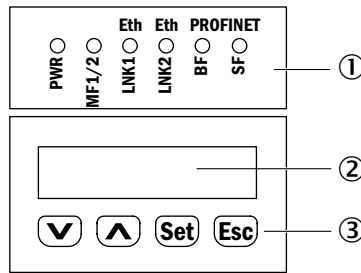 Eth Eth PROFINET
PWR MF1/2 LNK1 LNK2 BF SF
①
②
Set Esc ③